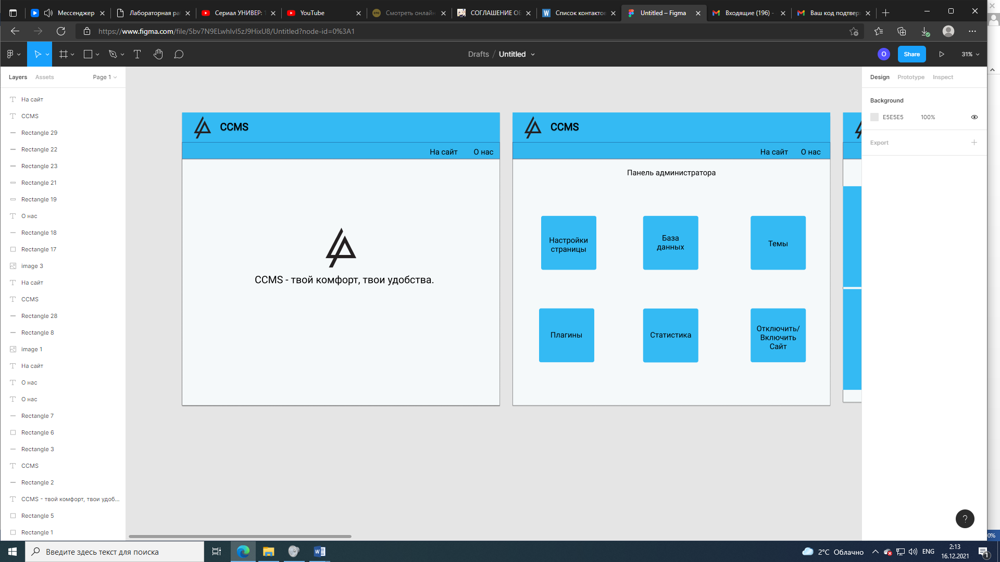 Мессенджер
Лабораторная ра
Сериал УНИВЕР:
YouTube
Смотреть онлайн
СОГЛАШЕНИЕ ОБ
Список контактов
Untitled – Figma
Входящие (196) -
Ваш код подтвер
https://www.figma.com/file/5bv7N9ELwhlvI5zJ9HixU8/Untitled?node-id=0%3A1
Drafts / Untitled
O
Share
31%
Layers
Assets
Page 1
На сайт
CCMS
Rectangle 29
Rectangle 22
Rectangle 23
Rectangle 21
Rectangle 19
О нас
Rectangle 18
Rectangle 17
image 3
На сайт
CCMS
Rectangle 28
Rectangle 8
image 1
На сайт
О нас
О нас
Rectangle 7
Rectangle 6
Rectangle 3
CCMS
Rectangle 2
CCMS - твой комфорт, твои удоб...
Rectangle 5
Rectangle 1
CCMS
На сайт
О нас
CCMS - твой комфорт, твои удобства.
CCMS
На сайт
О нас
Панель администратора
Настройки
страницы
База
данных
Темы
Плагины
Статистика
Отключить/
Включить
Сайт
Design
Prototype
Inspect
Background
E5E5E5
100%
Export
?
0%
Введите здесь текст для поиска
2°C Облачно
ENG
2:13
16.12.2021
1